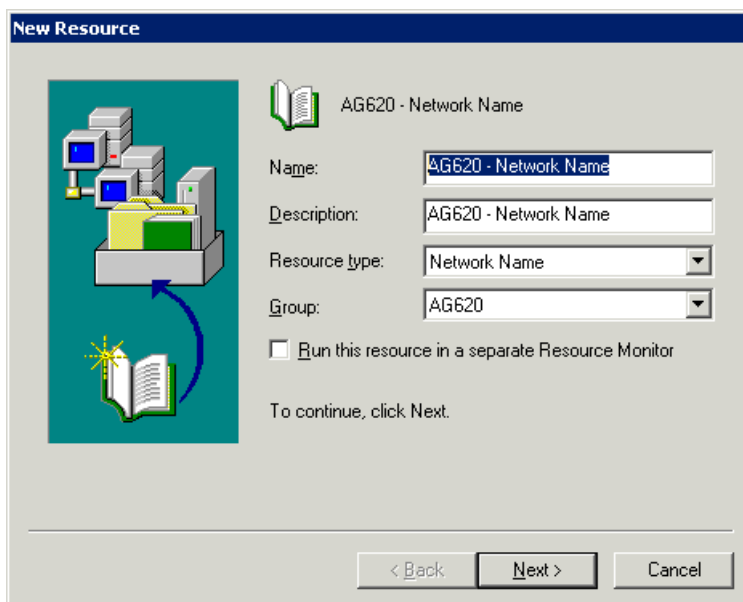 New Resource
AG620 - Network Name
Name: AG620 - Network Name
Description: AG620 - Network Name
Resource type: Network Name
Group: AG620
Run this resource in a separate Resource Monitor
To continue, click Next.
< Back Next > Cancel